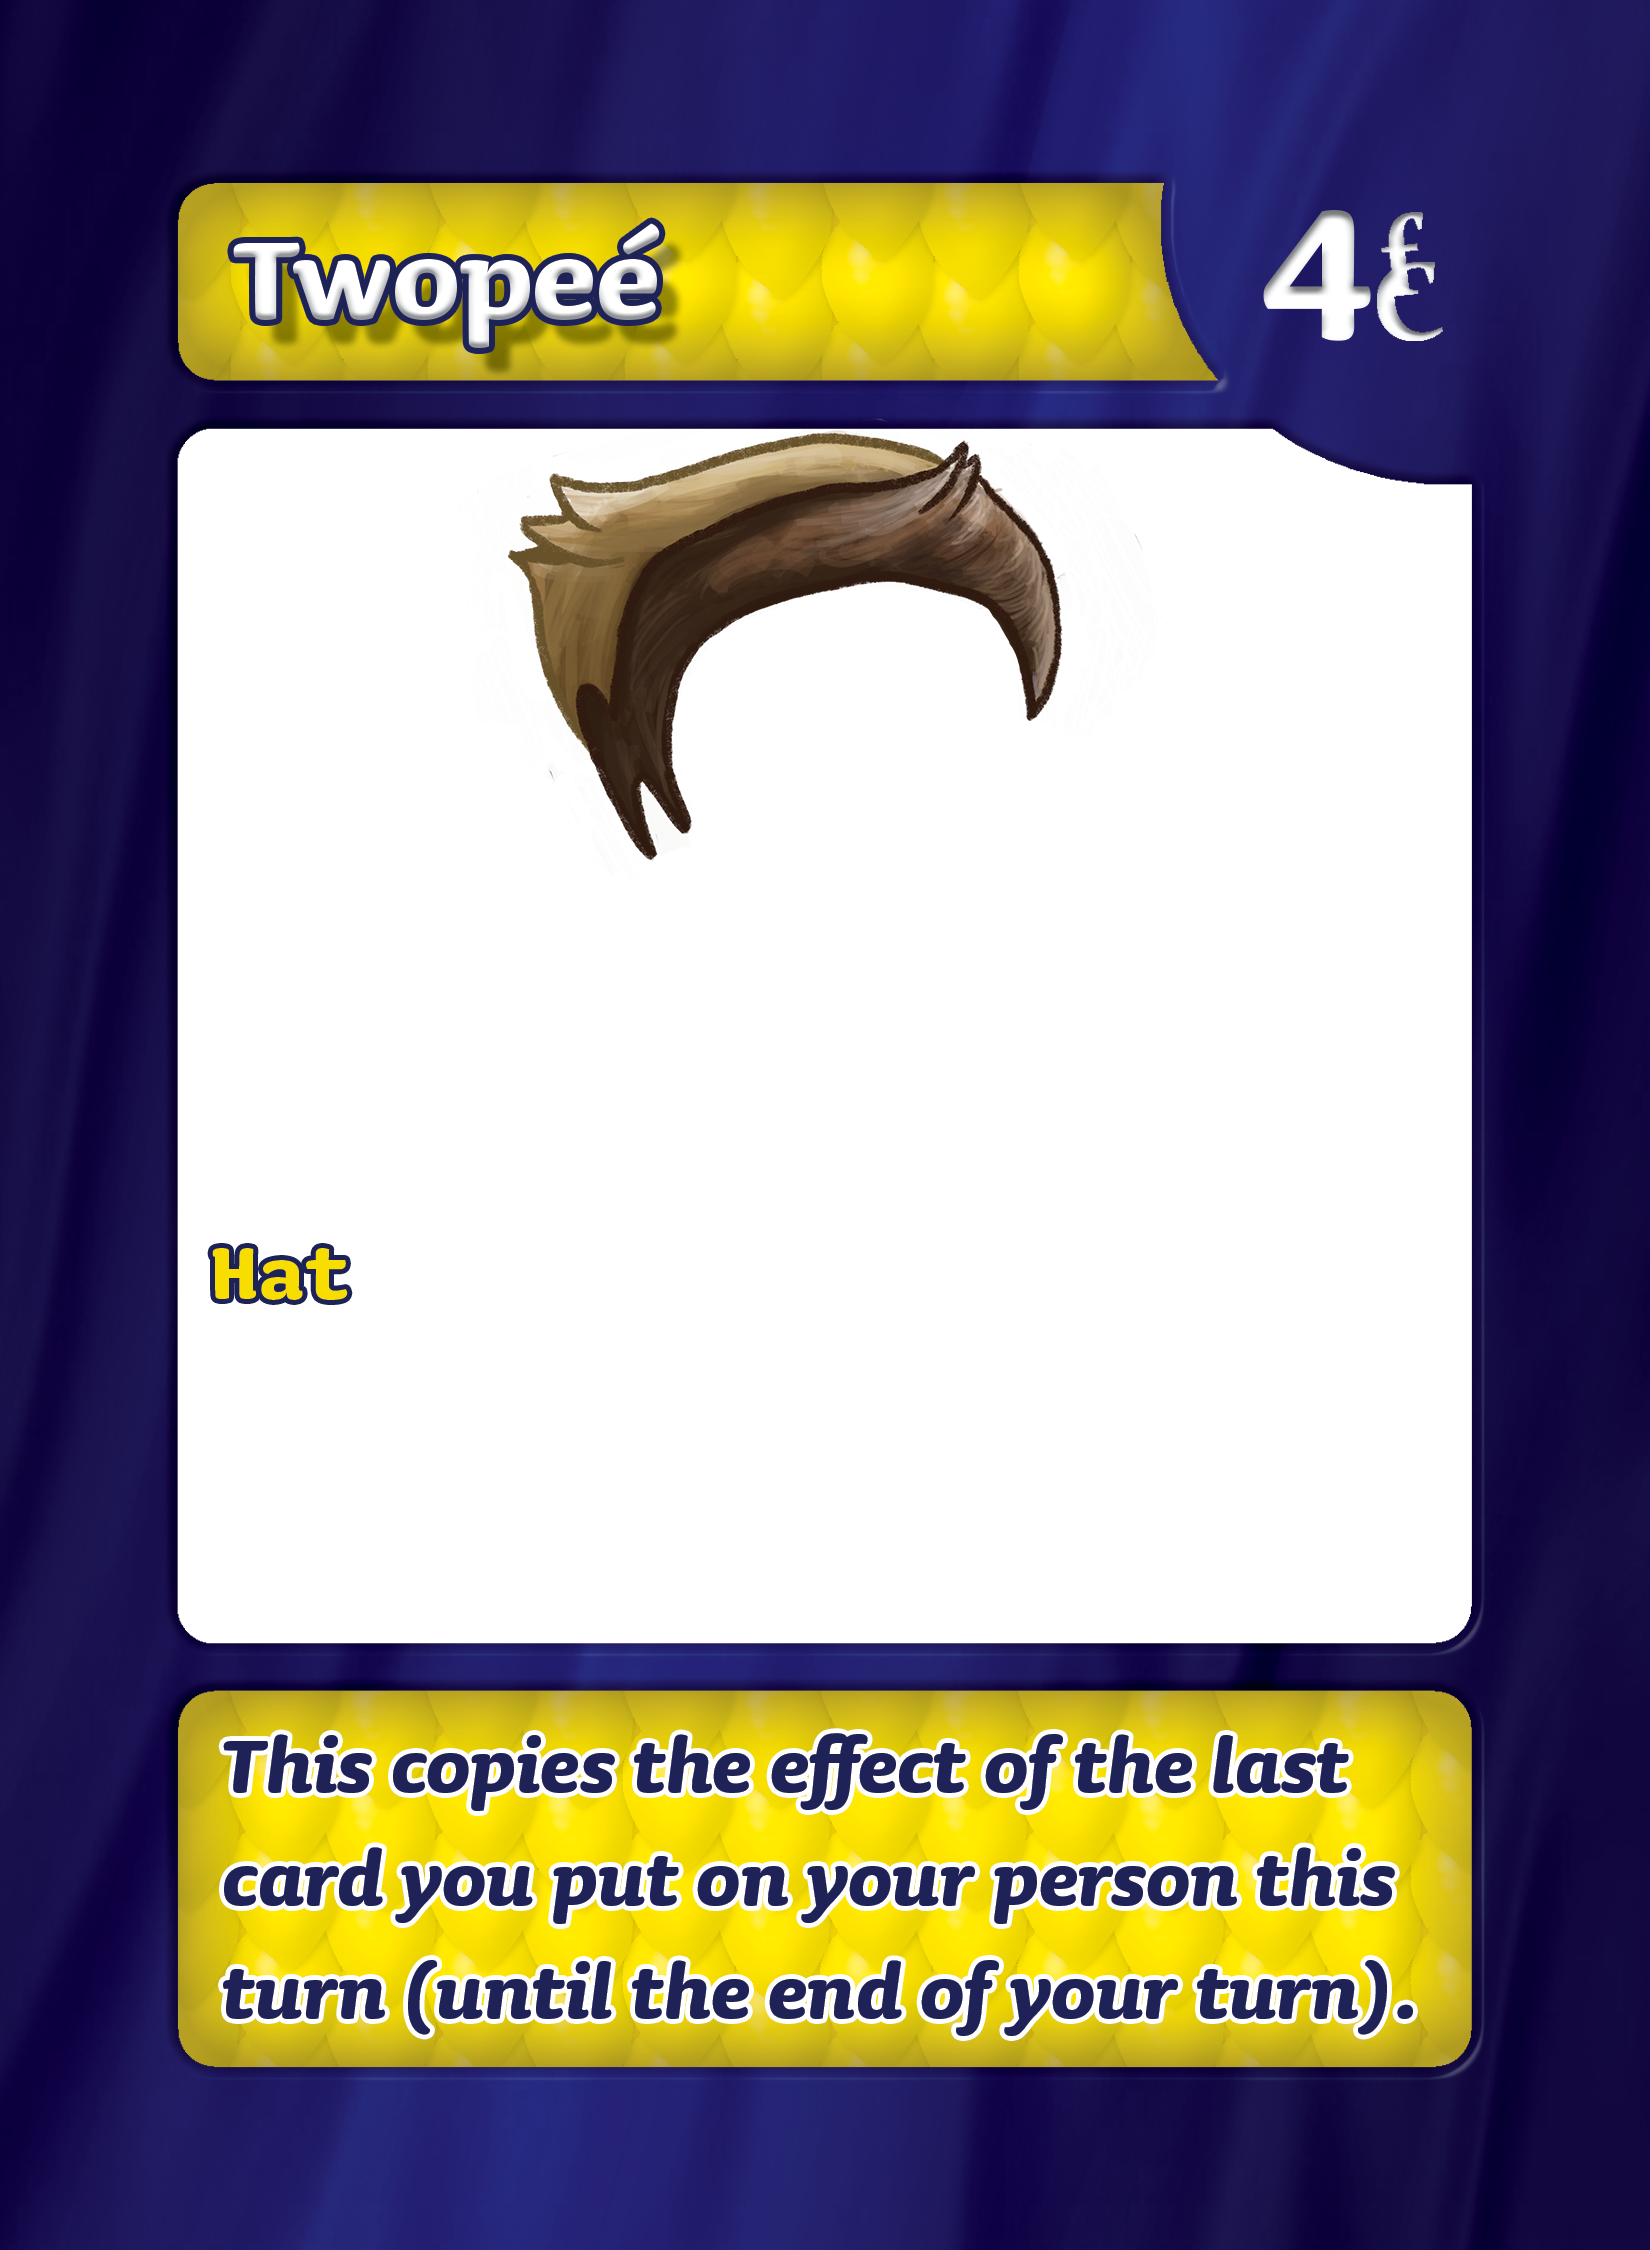 Twopeé
4
Hat
This copies the effect of the last
card you put on your person this
turn (until the end of your turn).